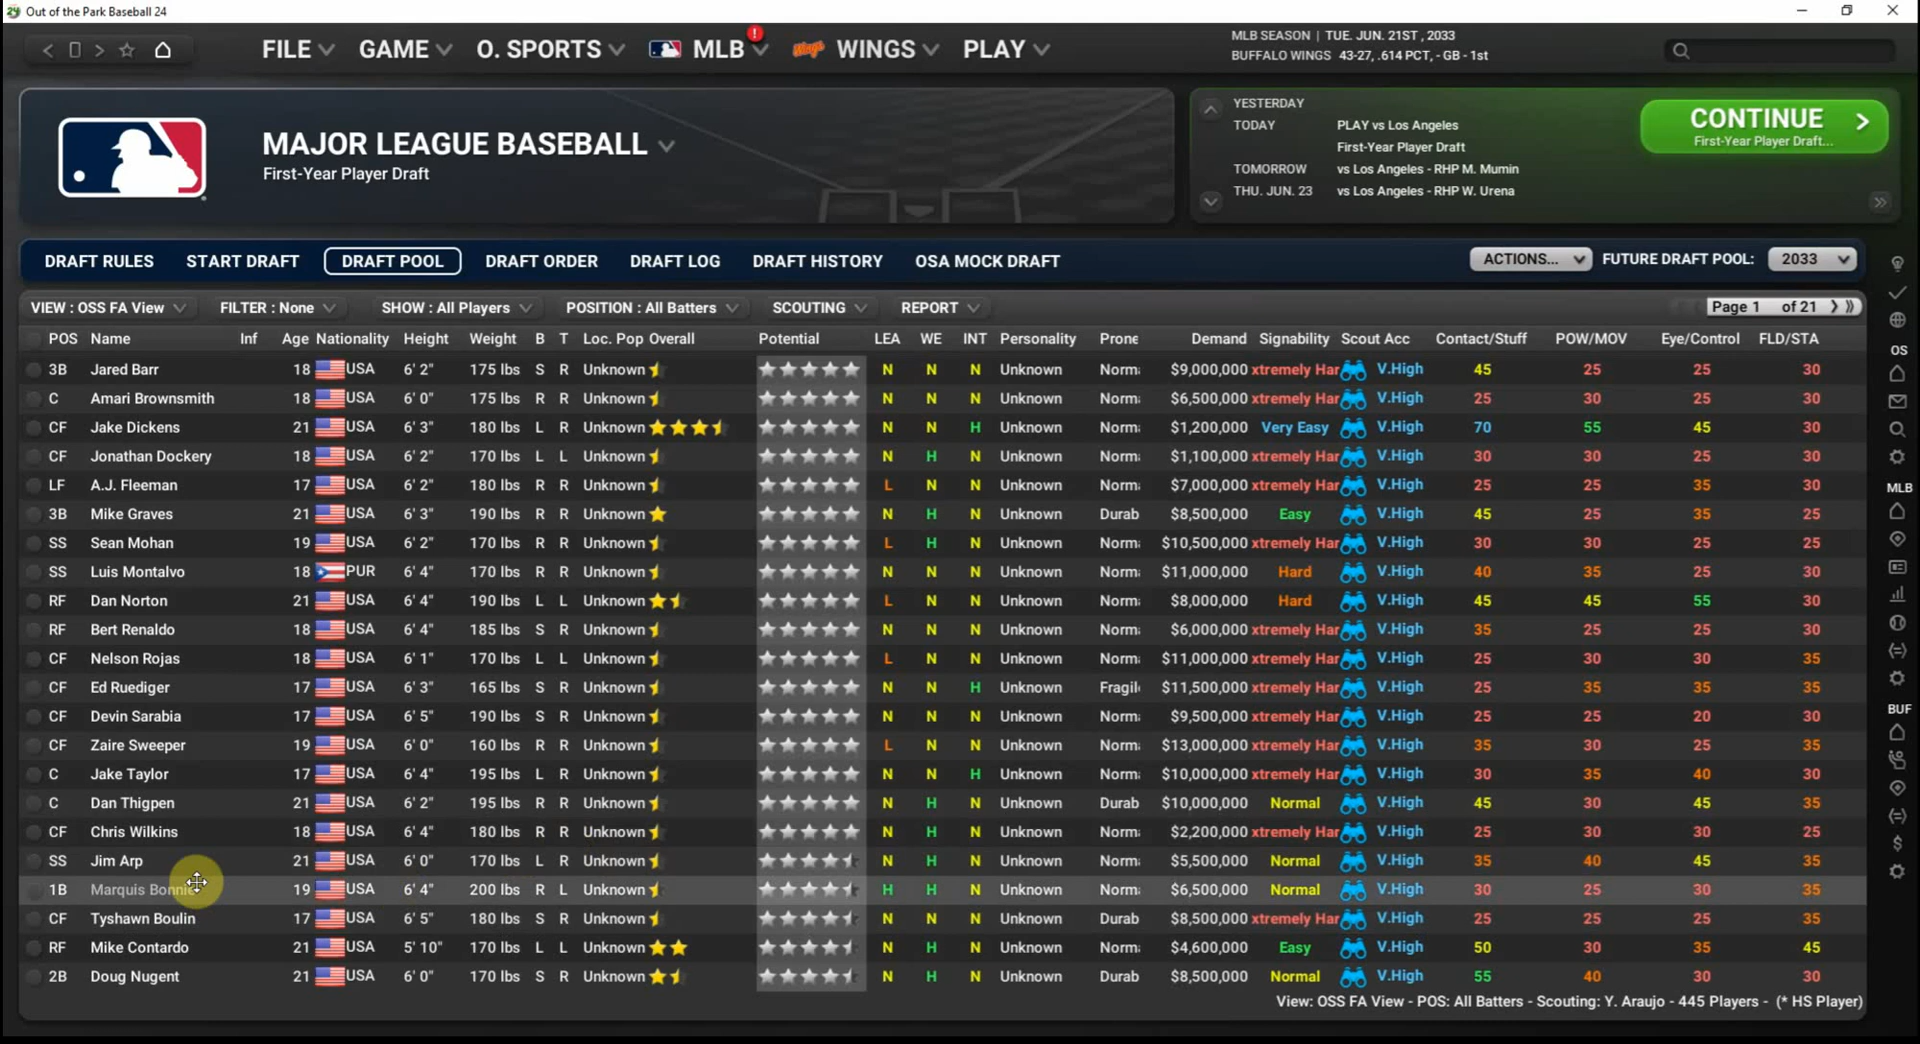 Out of the Park Baseball 24
FILE GAME O. SPORTS MLB ! WINGS PLAY
MLB SEASON | TUE. JUN. 21ST , 2033
BUFFALO WINGS 43-27, .614 PCT, - GB - 1st
MAJOR LEAGUE BASEBALL
First-Year Player Draft
YESTERDAY
TODAY PLAY vs Los Angeles
First-Year Player Draft
TOMORROW vs Los Angeles - RHP M. Mumin
THU. JUN. 23 vs Los Angeles - RHP W. Urena
CONTINUE
First-Year Player Draft...
DRAFT RULES START DRAFT DRAFT POOL DRAFT ORDER DRAFT LOG DRAFT HISTORY OSA MOCK DRAFT ACTIONS... FUTURE DRAFT POOL: 2033
VIEW : OSS FA View FILTER : None SHOW : All Players POSITION : All Batters SCOUTING REPORT Page 1 of 21
POS Name Inf Age Nationality Height Weight B T Loc. Pop Overall Potential LEA WE INT Personality Prone Demand Signability Scout Acc Contact/Stuff POW/MOV Eye/Control FLD/STA
3B Jared Barr 18 USA 6' 2" 175 lbs S R Unknown N N N Unknown Norm $9,000,000 xtremely Har V.High 45 25 25 30
C Amari Brownsmith 18 USA 6' 0" 175 lbs R R Unknown N N N Unknown Norm $6,500,000 xtremely Har V.High 25 30 25 30
CF Jake Dickens 21 USA 6' 3" 180 lbs L R Unknown N N H Unknown Norm $1,200,000 Very Easy V.High 70 55 45 30
CF Jonathan Dockery 18 USA 6' 2" 170 lbs L L Unknown N H N Unknown Norm $1,100,000 xtremely Har V.High 30 30 25 30
LF A.J. Fleeman 17 USA 6' 2" 180 lbs R R Unknown L N N Unknown Norm $7,000,000 xtremely Har V.High 25 25 35 30
3B Mike Graves 21 USA 6' 3" 190 lbs R R Unknown N H N Unknown Durab $8,500,000 Easy V.High 45 25 35 25
SS Sean Mohan 19 USA 6' 2" 170 lbs R R Unknown L H N Unknown Norm $10,500,000 xtremely Har V.High 30 30 25 25
SS Luis Montalvo 18 PUR 6' 4" 170 lbs R R Unknown N N N Unknown Norm $11,000,000 Hard V.High 40 35 25 30
RF Dan Norton 21 USA 6' 4" 190 lbs L L Unknown L N N Unknown Norm $8,000,000 Hard V.High 45 45 55 30
RF Bert Renaldo 18 USA 6' 4" 185 lbs S R Unknown N N N Unknown Norm $6,000,000 xtremely Har V.High 35 25 25 30
CF Nelson Rojas 18 USA 6' 1" 170 lbs L L Unknown L N N Unknown Norm $11,000,000 xtremely Har V.High 25 30 30 35
CF Ed Ruediger 17 USA 6' 3" 165 lbs S R Unknown N N H Unknown Fragil $11,500,000 xtremely Har V.High 25 35 35 35
CF Devin Sarabia 17 USA 6' 5" 190 lbs S R Unknown N N N Unknown Norm $9,500,000 xtremely Har V.High 25 25 20 30
CF Zaire Sweeper 19 USA 6' 0" 160 lbs R R Unknown L N N Unknown Norm $13,000,000 xtremely Har V.High 35 30 25 35
C Jake Taylor 17 USA 6' 4" 195 lbs L R Unknown N N H Unknown Norm $10,000,000 xtremely Har V.High 30 35 40 30
C Dan Thigpen 21 USA 6' 2" 195 lbs R R Unknown N H N Unknown Durab $10,000,000 Normal V.High 45 30 45 35
CF Chris Wilkins 18 USA 6' 4" 180 lbs R R Unknown N H N Unknown Norm $2,200,000 xtremely Har V.High 25 30 30 25
SS Jim Arp 21 USA 6' 0" 170 lbs L R Unknown N H N Unknown Norm $5,500,000 Normal V.High 35 40 45 35
1B Marquis Bonnie 19 USA 6' 4" 200 lbs R L Unknown H H N Unknown Norm $6,500,000 Normal V.High 30 25 30 35
CF Tyshawn Boulin 17 USA 6' 5" 180 lbs S R Unknown N N N Unknown Durab $8,500,000 xtremely Har V.High 25 25 25 35
RF Mike Contardo 21 USA 5' 10" 170 lbs L L Unknown N H N Unknown Norm $4,600,000 Easy V.High 50 30 35 45
2B Doug Nugent 21 USA 6' 0" 170 lbs S R Unknown N H N Unknown Durab $8,500,000 Normal V.High 55 40 30 30
View: OSS FA View - POS: All Batters - Scouting: Y. Araujo - 445 Players - (* HS Player)
OS
MLB
BUF